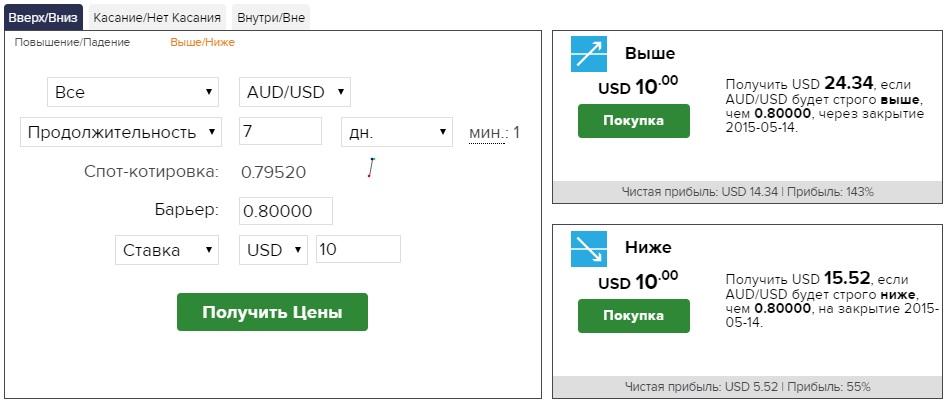 Вверх/Вниз Касание/Нет Касания Внутри/Вне
Повышение/Падение Выше/Ниже
Все AUD/USD
Продолжительность 7 дн. мин.: 1
Спот-котировка: 0.79520
Барьер: 0.80000
Ставка USD 10
Получить Цены
Выше
USD 10.00
Покупка
Получить USD 24.34, если
AUD/USD будет строго выше,
чем 0.80000, через закрытие
2015-05-14.
Чистая прибыль: USD 14.34 | Прибыль: 143%
Ниже
USD 10.00
Покупка
Получить USD 15.52, если
AUD/USD будет строго ниже,
чем 0.80000, на закрытие 2015-
05-14.
Чистая прибыль: USD 5.52 | Прибыль: 55%